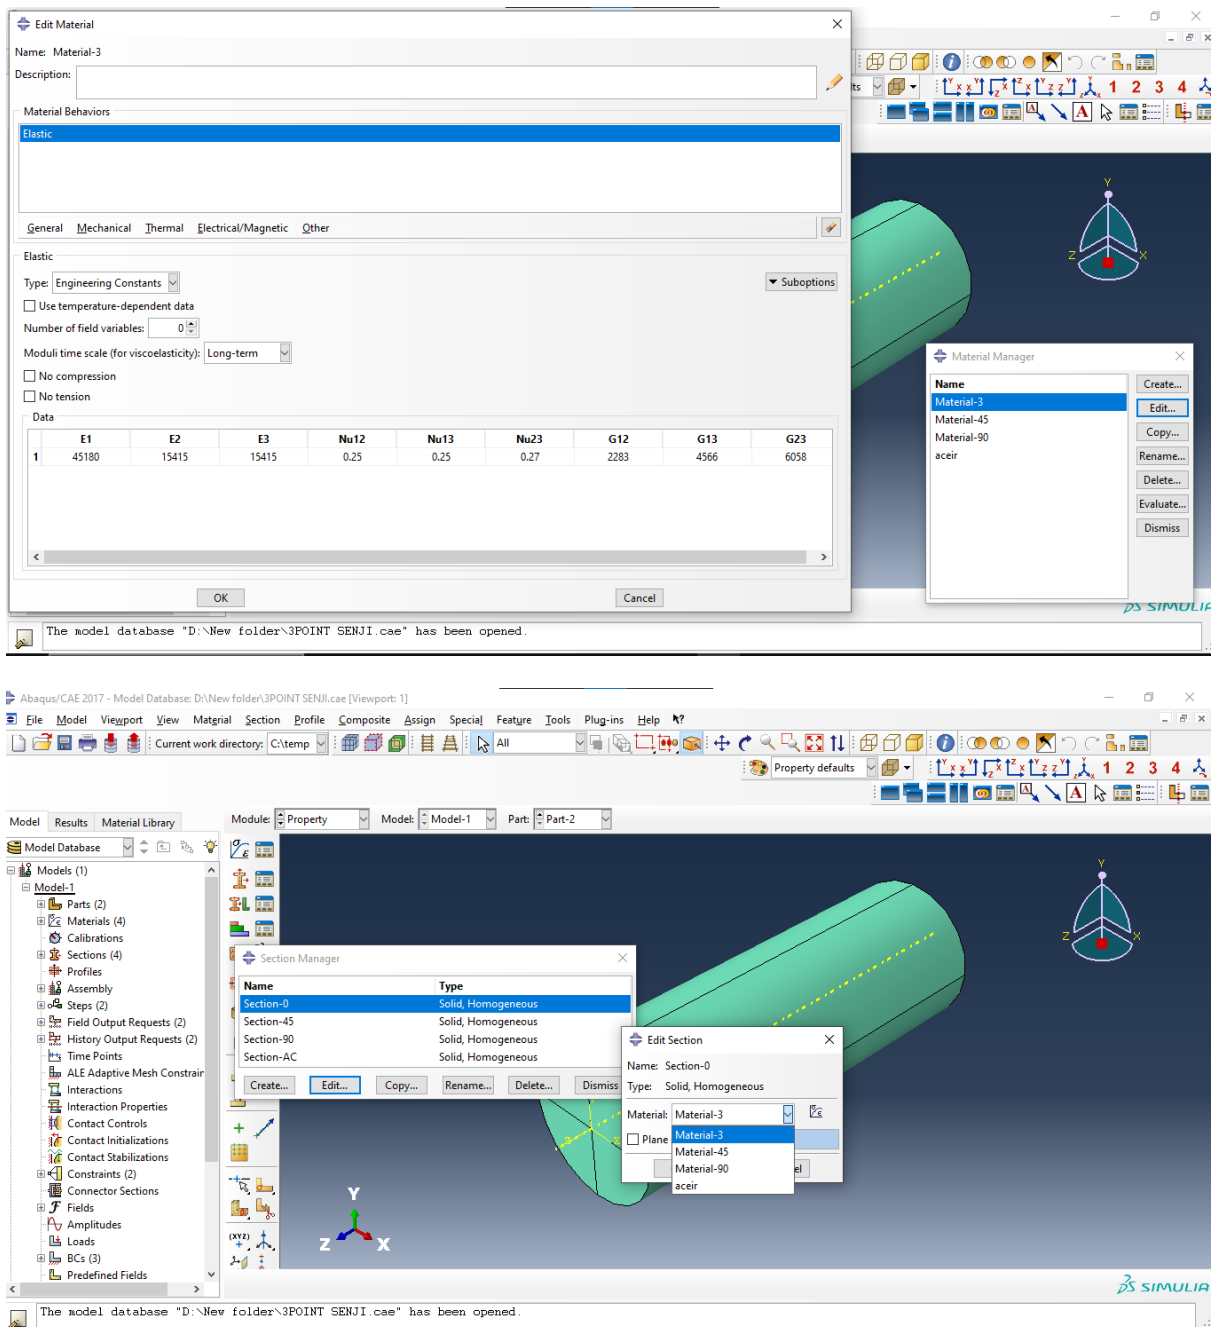 Edit Material
Name: Material-3
Description:
Material Behaviors
Elastic
General Mechanical Thermal Electrical/Magnetic Other
Elastic
Type: Engineering Constants
Suboptions
Use temperature-dependent data
Number of field variables: 0
Moduli time scale (for viscoelasticity): Long-term
No compression
No tension
Data
E1 E2 E3 Nu12 Nu13 Nu23 G12 G13 G23
1 45180 15415 15415 0.25 0.25 0.27 2283 4566 6058
OK Cancel
lts
1 2 3 4
Y
Z X
Material Manager
Name
Material-3
Material-45
Material-90
aceir
Create...
Edit...
Copy...
Rename...
Delete...
Evaluate...
Dismiss
SIMULIA
The model database "D:\New folder\3POINT SENJI.cae" has been opened.
Abaqus/CAE 2017 - Model Database: D:\New folder\3POINT SENJI.cae [Viewport: 1]
File Model Viewport View Material Section Profile Composite Assign Special Feature Tools Plug-ins Help
Current work directory: C:\temp
All
Property defaults
1 2 3 4
Model Results Material Library
Module: Property Model: Model-1 Part: Part-2
Model Database
Models (1)
Model-1
Parts (2)
Materials (4)
Calibrations
Sections (4)
Profiles
Assembly
Steps (2)
Field Output Requests (2)
History Output Requests (2)
Time Points
ALE Adaptive Mesh Constrair
Interactions
Interaction Properties
Contact Controls
Contact Initializations
Contact Stabilizations
Constraints (2)
Connector Sections
Fields
Amplitudes
Loads
BCs (3)
Predefined Fields
Section Manager
Name Type
Section-0 Solid, Homogeneous
Section-45 Solid, Homogeneous
Section-90 Solid, Homogeneous
Section-AC Solid, Homogeneous
Create... Edit... Copy... Rename... Delete... Dismiss
Edit Section
Name: Section-0
Type: Solid, Homogeneous
Material: Material-3
Plane
Material-3
Material-45
Material-90
aceir
el
Y
Z X
Y
Z X
(XYZ)
SIMULIA
The model database "D:\New folder\3POINT SENJI.cae" has been opened.